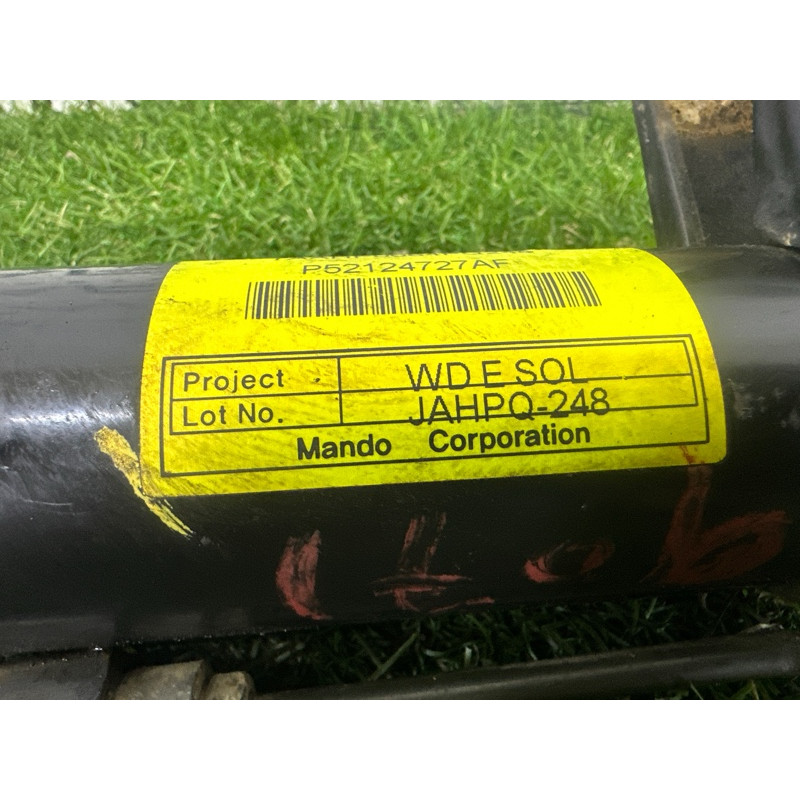 P52124727AF
Project WD E SOL
Lot No. JAHPQ-248
Mando Corporation